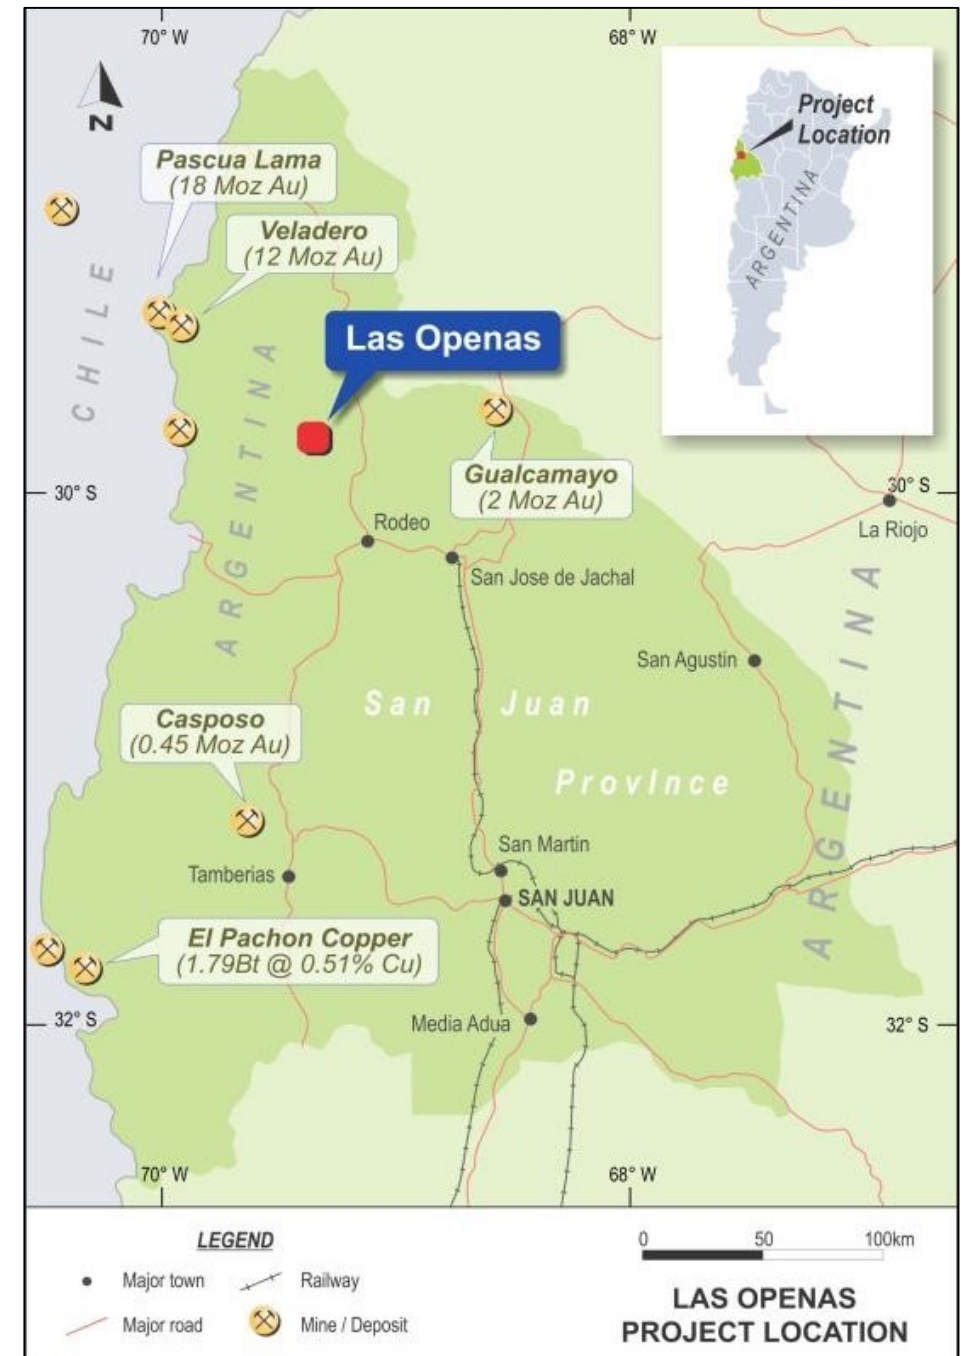 70° W
68° W
N
Project
Location
ARGENTINA
Pascua Lama
(18 Moz Au)
Veladero
(12 Moz Au)
CHILE
Las Openas
ARGENTINA
Gualcamayo
(2 Moz Au)
30° S
30° S
La Riojo
Rodeo
San Jose de Jachal
San Agustin
San Juan
Province
ARGENTINA
Casposo
(0.45 Moz Au)
San Martin
Tamberias
SAN JUAN
El Pachon Copper
(1.79Bt @ 0.51% Cu)
Media Adua
32° S
32° S
70° W
68° W
LEGEND
Major town
Railway
Major road
Mine / Deposit
0 50 100km
LAS OPENAS
PROJECT LOCATION